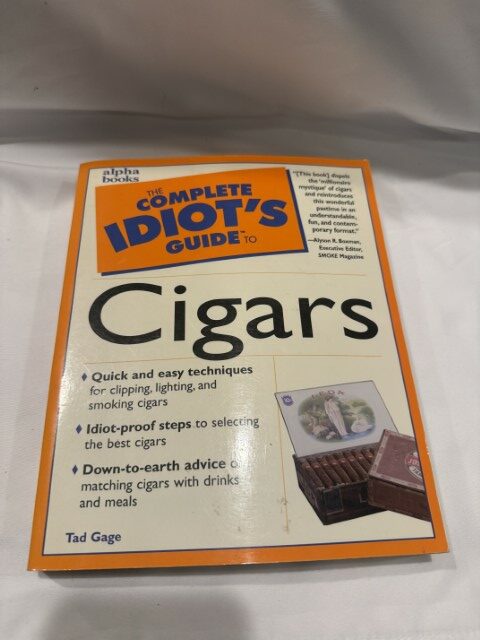 alpha
books
THE
COMPLETE
IDIOT'S
GUIDE™ TO
"[This book] dispels
the 'millionaire
mystique' of cigars
and reintroduces
this wonderful
pastime in an
understandable,
fun, and contem-
porary format."
—Alyson R. Boxman,
Executive Editor,
SMOKE Magazine
Cigars
♦ Quick and easy techniques
for clipping, lighting, and
smoking cigars
♦ Idiot-proof steps to selecting
the best cigars
♦ Down-to-earth advice
matching cigars with drinks
and meals
Tad Gage